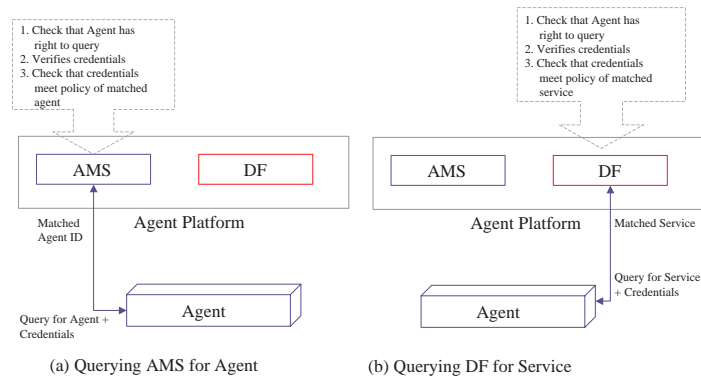 1. Check that Agent has
right to query
2. Verifies credentials
3. Check that credentials
meet policy of matched
agent
AMS
DF
Agent Platform
Matched
Agent ID
Agent
Query for Agent +
Credentials
(a) Querying AMS for Agent
1. Check that Agent has
right to query
2. Verifies credentials
3. Check that credentials
meet policy of matched
service
AMS
DF
Agent Platform
Matched Service
Query for Service
+ Credentials
Agent
(b) Querying DF for Service